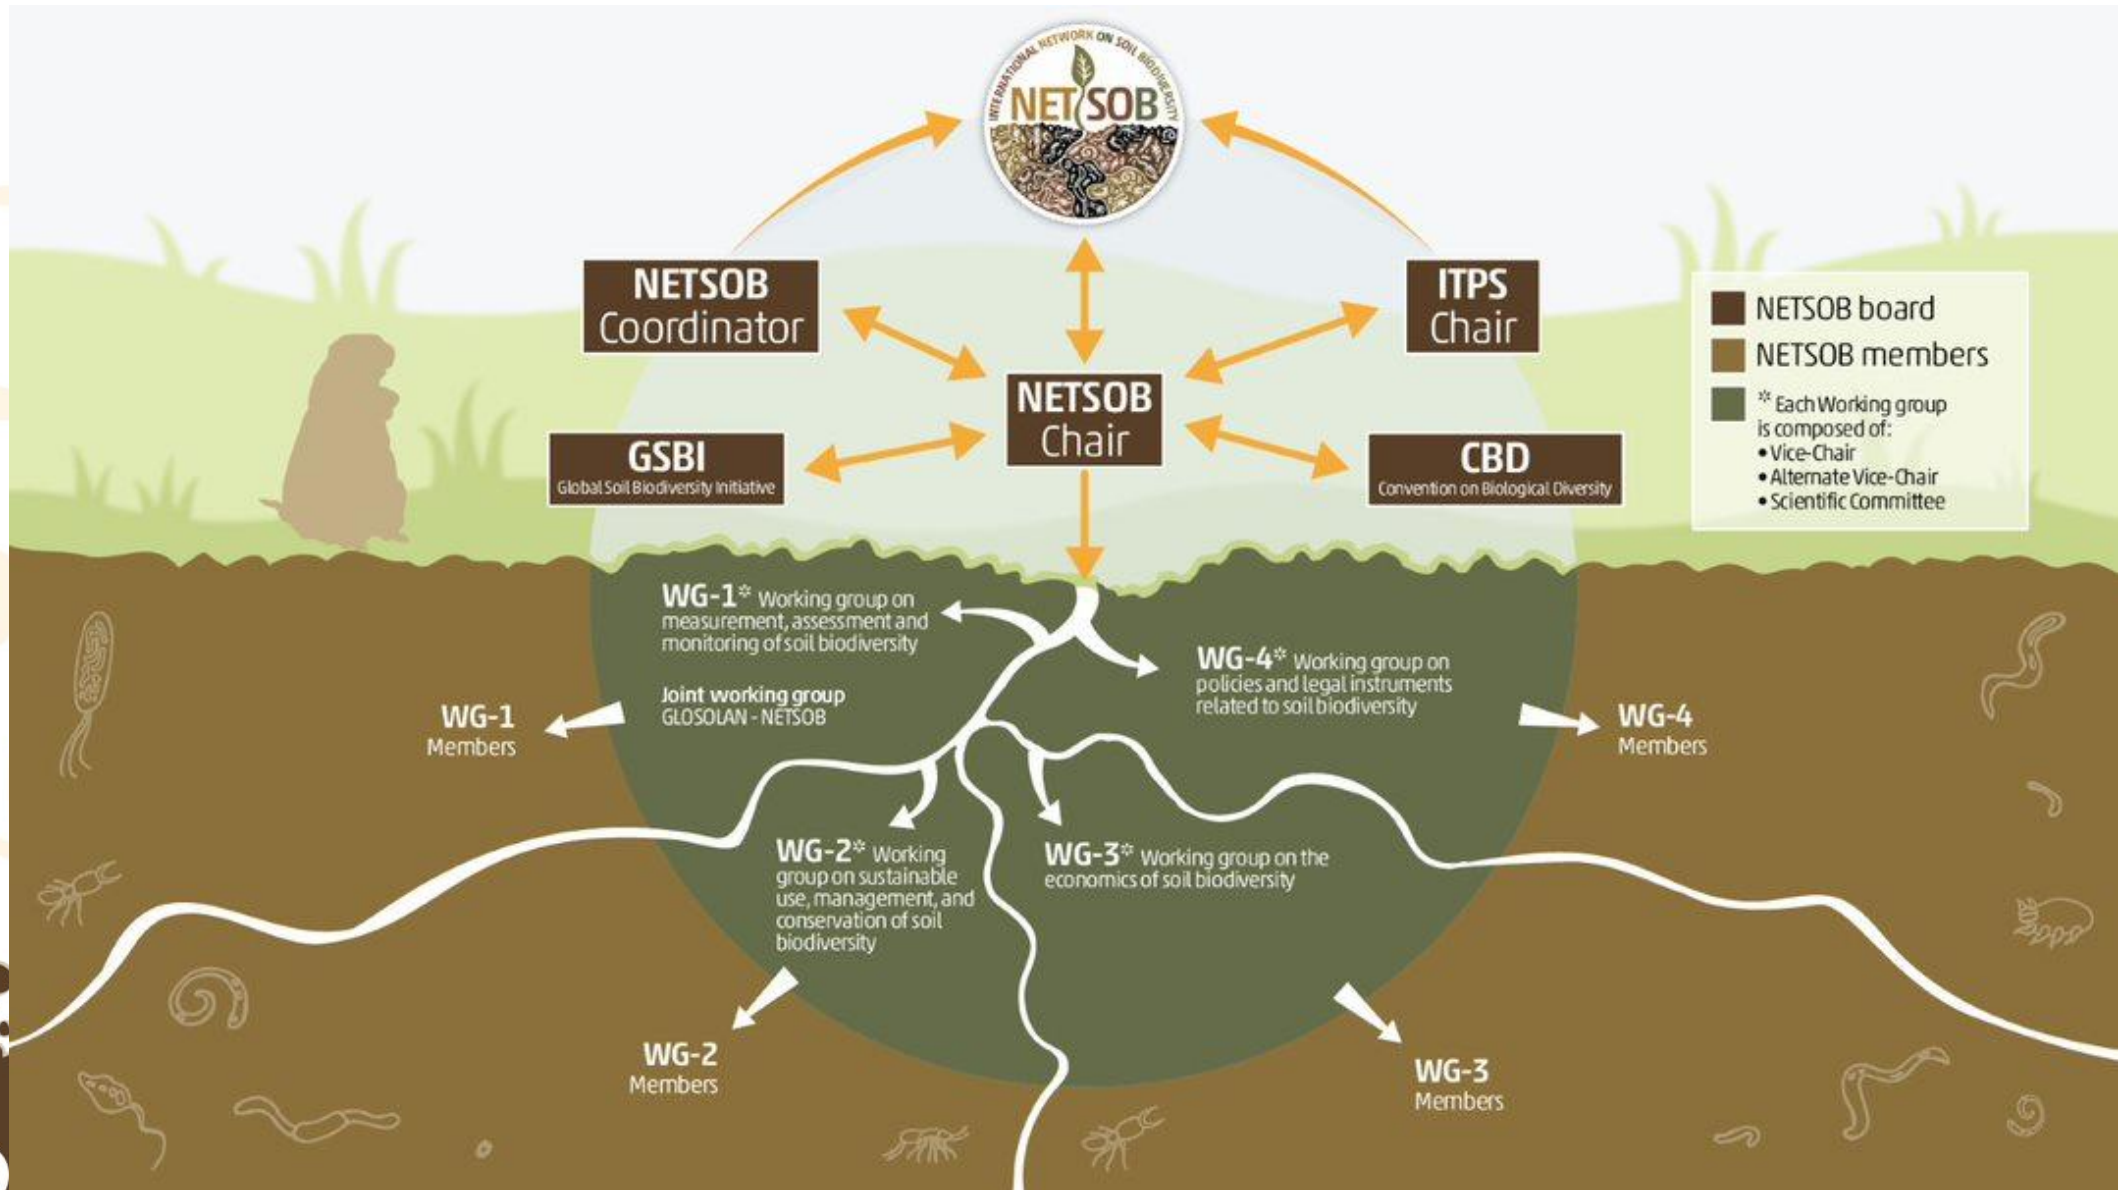 INTERNATIONAL NETWORK ON SOIL BIODIVERSITY
NETSOB
NETSOB
Coordinator
ITPS
Chair
NETSOB
Chair
GSBI
Global Soil Biodiversity Initiative
CBD
Convention on Biological Diversity
NETSOB board
NETSOB members
* Each Working group
is composed of:
• Vice-Chair
• Alternate Vice-Chair
• Scientific Committee
WG-1* Working group on
measurement, assessment and
monitoring of soil biodiversity
Joint working group
GLOSOLAN - NETSOB
WG-4* Working group on
policies and legal instruments
related to soil biodiversity
WG-1
Members
WG-4
Members
WG-2* Working
group on sustainable
use, management, and
conservation of soil
biodiversity
WG-3* Working group on the
economics of soil biodiversity
WG-2
Members
WG-3
Members